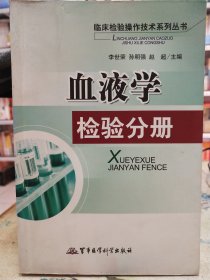 临床检验操作技术系列丛书
LINCHUANG JIANYAN CAOZUO
JISHU XILIE CONGSHU
李世荣 孙明强 赵 超/主编
血液学
检验分册
XUEYEXUE
JIANYAN FENCE
军事医学科学出版社